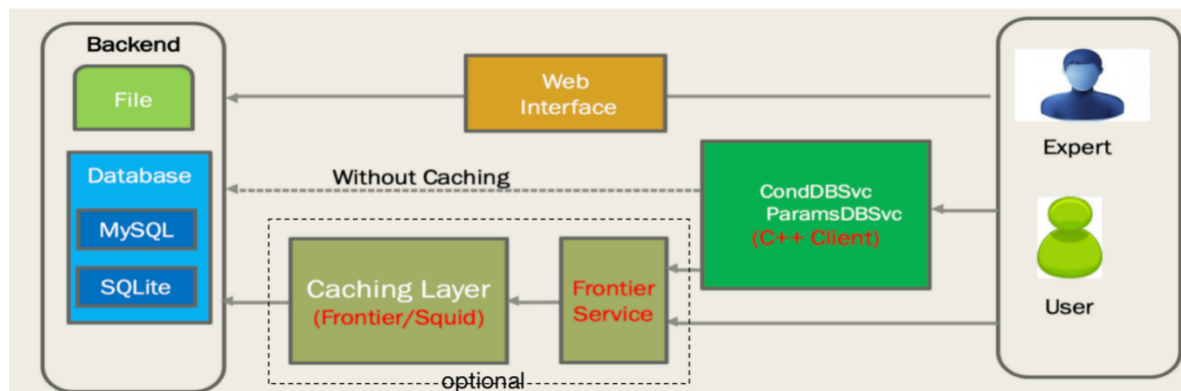 Backend
File
Database
MySQL
SQLite
Web
Interface
Without Caching
CondDBSvc
ParamsDBSvc
(C++ Client)
Caching Layer
(Frontier/Squid)
Frontier
Service
optional
Expert
User